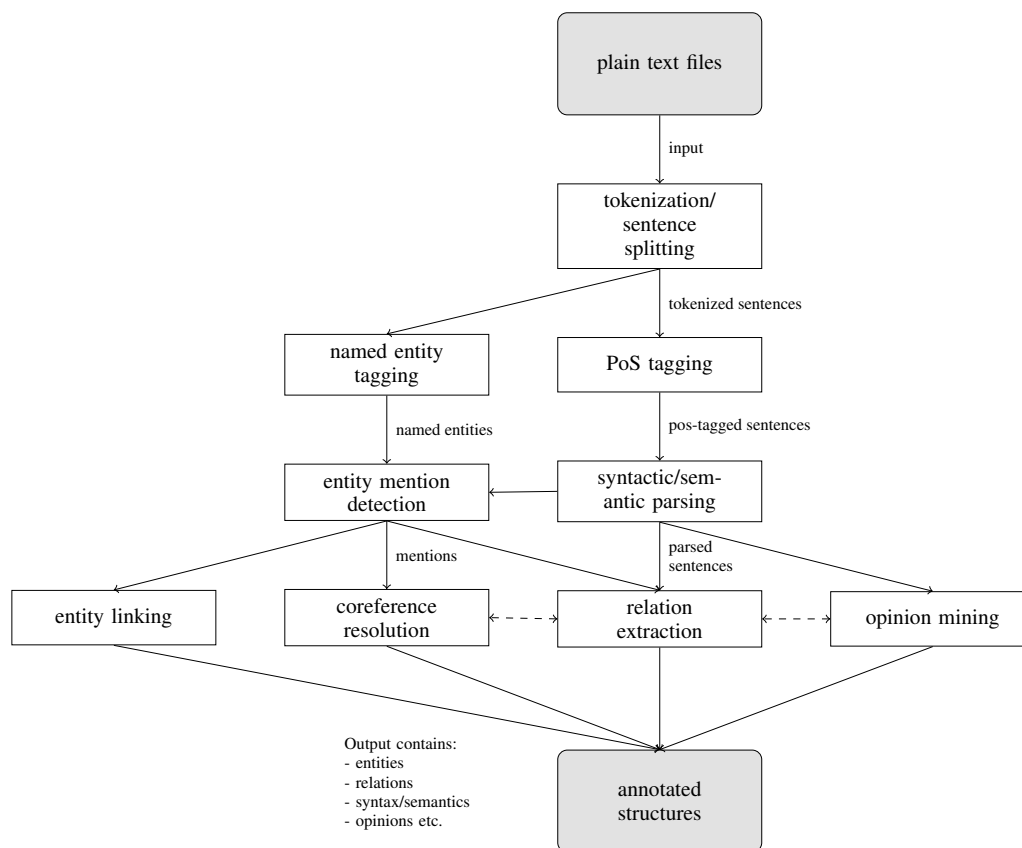 plain text files
input
tokenization/
sentence
splitting
tokenized sentences
named entity
tagging
PoS tagging
named entities
pos-tagged sentences
entity mention
detection
syntactic/sem-
antic parsing
mentions
parsed
sentences
entity linking
coreference
resolution
relation
extraction
opinion mining
Output contains:
- entities
- relations
- syntax/semantics
- opinions etc.
annotated
structures